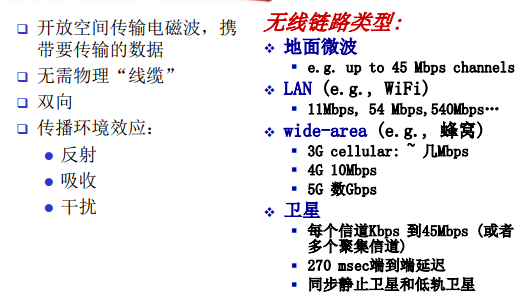 开放空间传输电磁波，携
带要传输的数据
无需物理“线缆”
双向
传播环境效应：
反射
吸收
干扰
无线链路类型：
地面微波
e.g. up to 45 Mbps channels
LAN (e.g., WiFi)
11Mbps, 54 Mbps,540Mbps…
wide-area (e.g., 蜂窝)
3G cellular: ~ 几Mbps
4G 10Mbps
5G 数Gbps
卫星
每个信道Kbps 到45Mbps (或者
多个聚集信道)
270 msec端到端延迟
同步静止卫星和低轨卫星